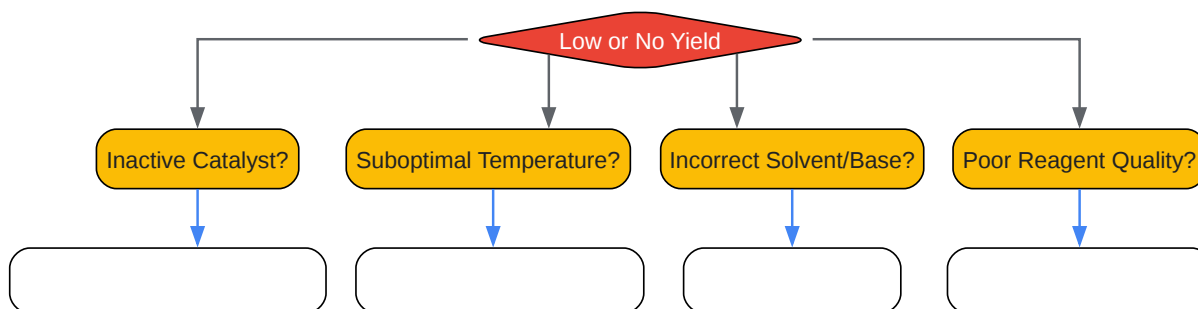 Low or No Yield
Inactive Catalyst?
Suboptimal Temperature?
Incorrect Solvent/Base?
Poor Reagent Quality?